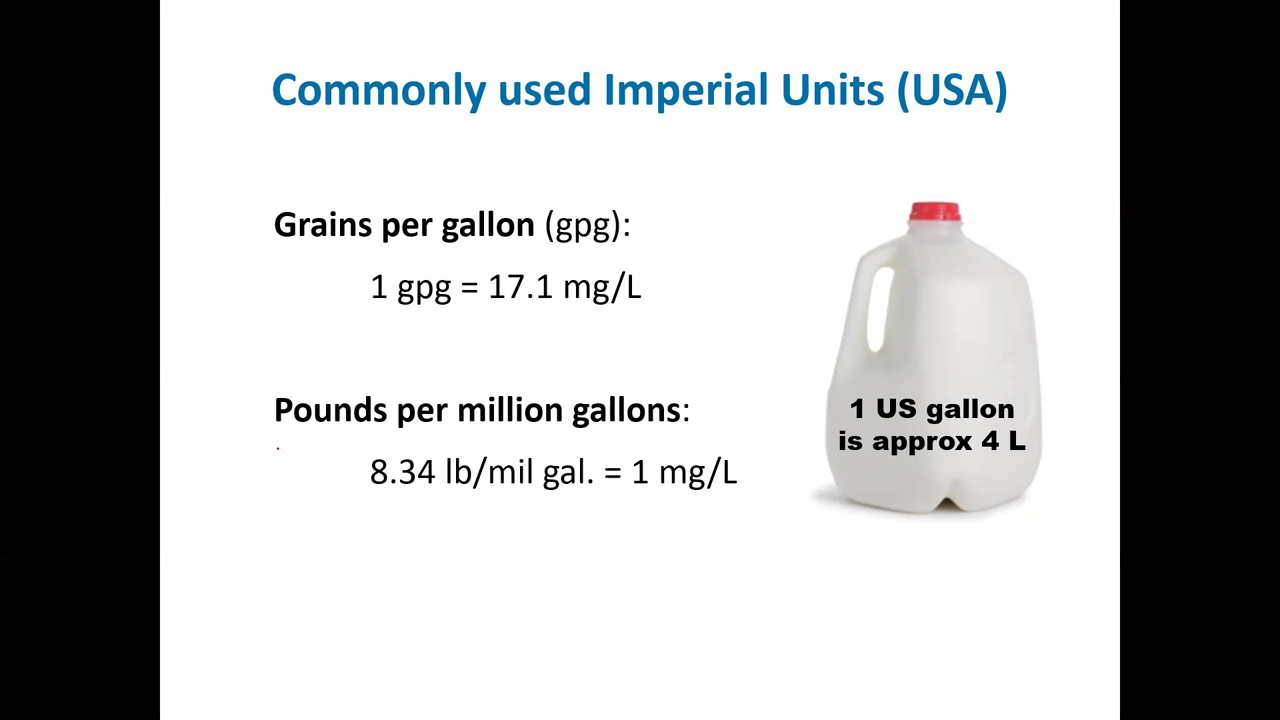 Commonly used Imperial Units (USA)
Grains per gallon (gpg):
1 gpg = 17.1 mg/L
Pounds per million gallons:
8.34 lb/mil gal. = 1 mg/L
1 US gallon
is approx 4 L